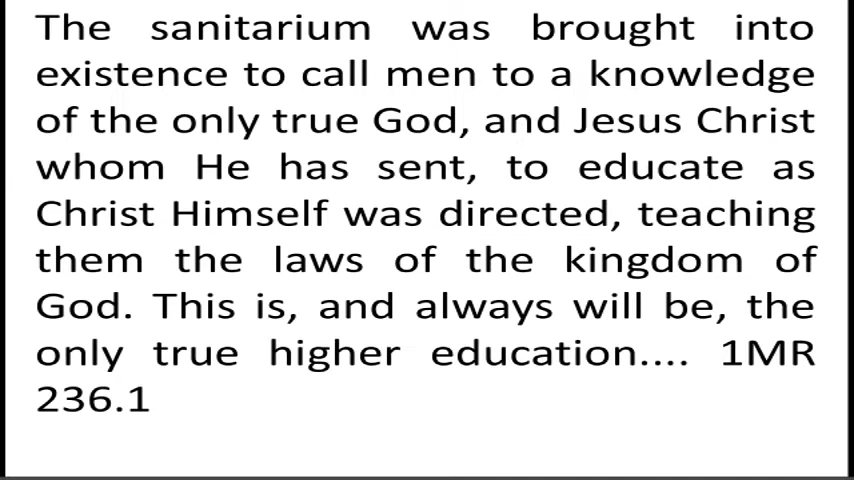 The sanitarium was brought into
existence to call men to a knowledge
of the only true God, and Jesus Christ
whom He has sent, to educate as
Christ Himself was directed, teaching
them the laws of the kingdom of
God. This is, and always will be, the
only true higher education.... 1MR
236.1